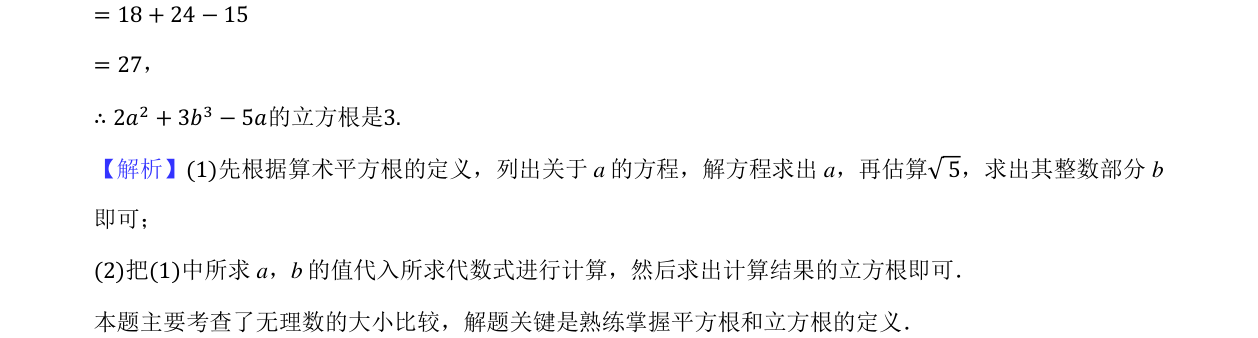 = 18 + 24 − 15
= 27，
∴ 2a² + 3b³ − 5a的立方根是3.
【解析】(1)先根据算术平方根的定义，列出关于 a 的方程，解方程求出 a，再估算√5，求出其整数部分 b
即可；
(2)把(1)中所求 a，b 的值代入所求代数式进行计算，然后求出计算结果的立方根即可．
本题主要考查了无理数的大小比较，解题关键是熟练掌握平方根和立方根的定义．